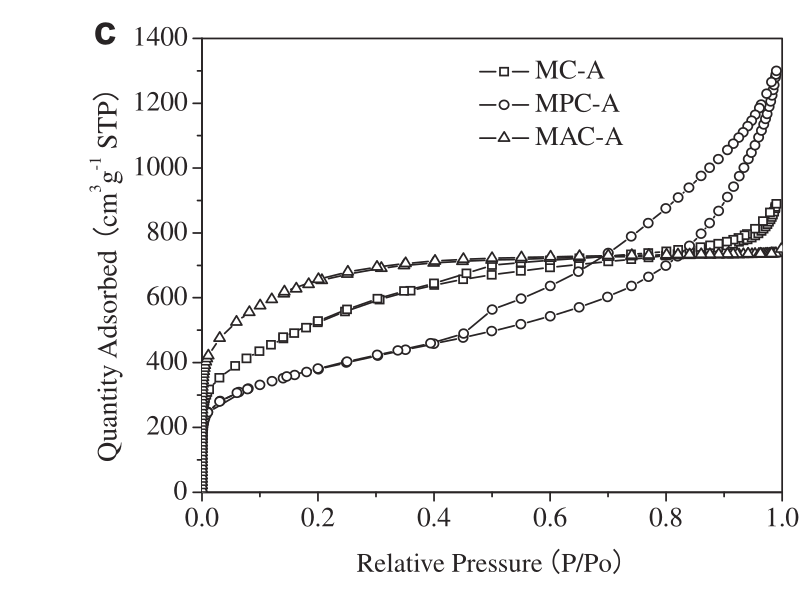 c
1400
1200
1000
800
600
400
200
0
Quantity Adsorbed (cm³g⁻¹ STP)
MC-A
MPC-A
MAC-A
0.0 0.2 0.4 0.6 0.8 1.0
Relative Pressure (P/Po)